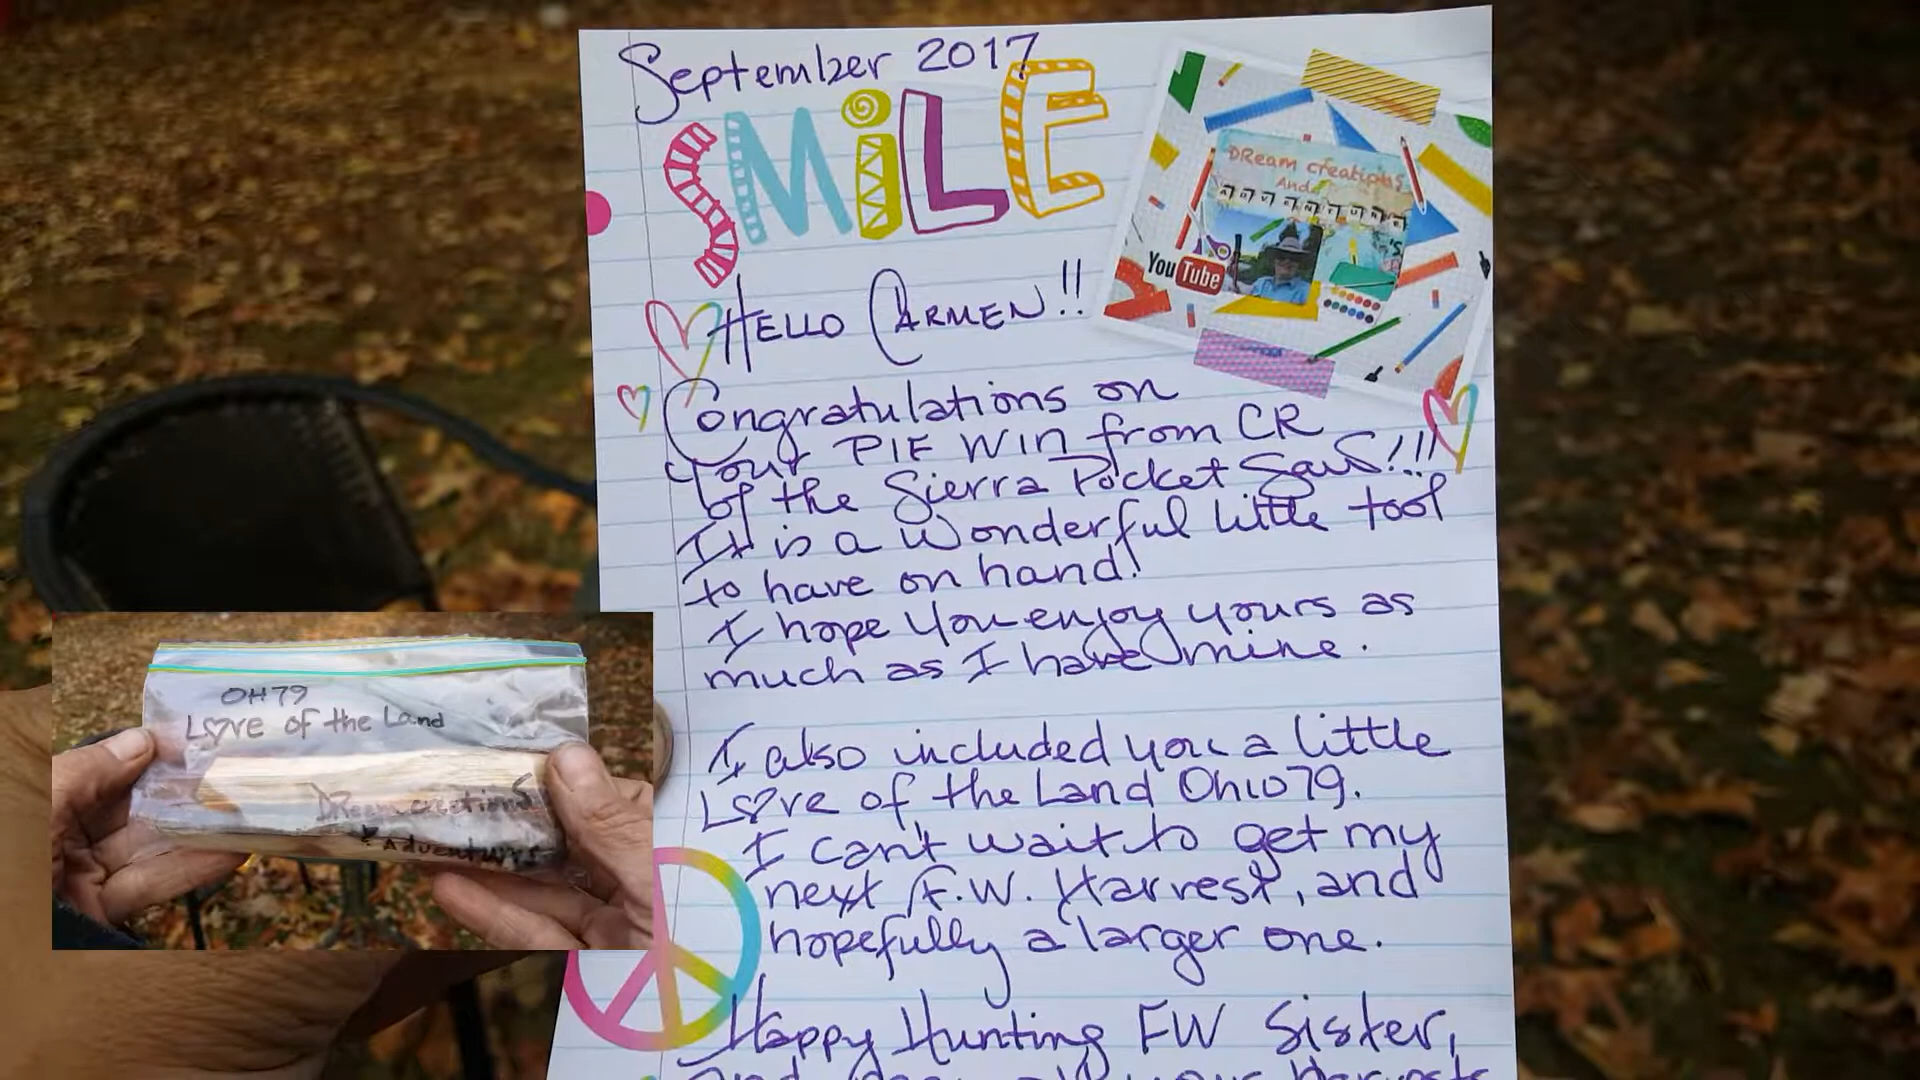 September 2017
SMiLE
DReam creations
And
You Tube
HELLO CARMEN!!
Congratulations on
Your PIE WIN from CR
of the Sierra Pocket Saw!!!!
It is a wonderful little tool
to have on hand!
I hope You enjoy yours as
much as I have mine.
I also included you a little
Love of the Land Ohio79.
I can't wait to get my
next F.W. Harvest, and
hopefully a larger one.
Happy Hunting FW Sister,
OH79
Love of the Land
DReam creations
& Adventures